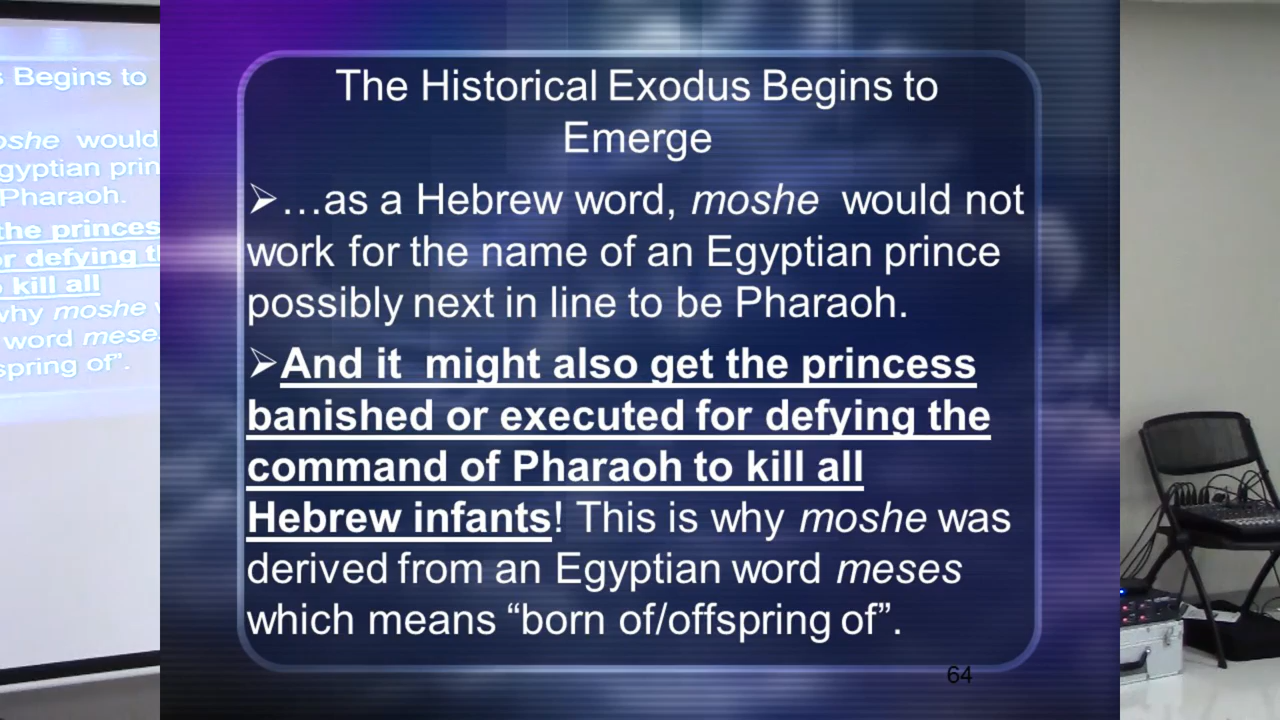 The Historical Exodus Begins to
Emerge
➢…as a Hebrew word, moshe would not
work for the name of an Egyptian prince
possibly next in line to be Pharaoh.
➢And it might also get the princess
banished or executed for defying the
command of Pharaoh to kill all
Hebrew infants! This is why moshe was
derived from an Egyptian word meses
which means “born of/offspring of”.
64
s Begins to
oshe would
gyptian prin
Pharaoh.
the princes
or defying t
kill all
why moshe
word mese
spring of”.